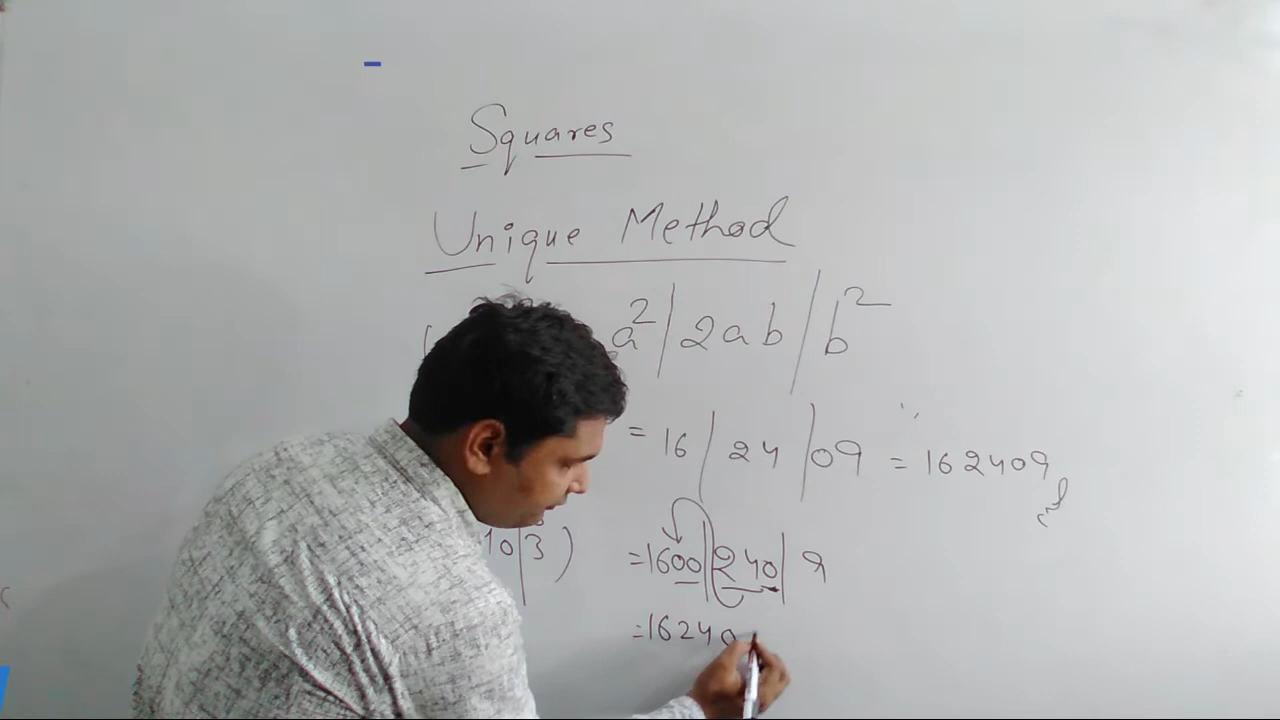 Squares
Unique Method
a² | 2ab | b²
= 16 | 24 | 09 = 162409
10 | 3 ) = 1600 | 240 | 9
= 16240